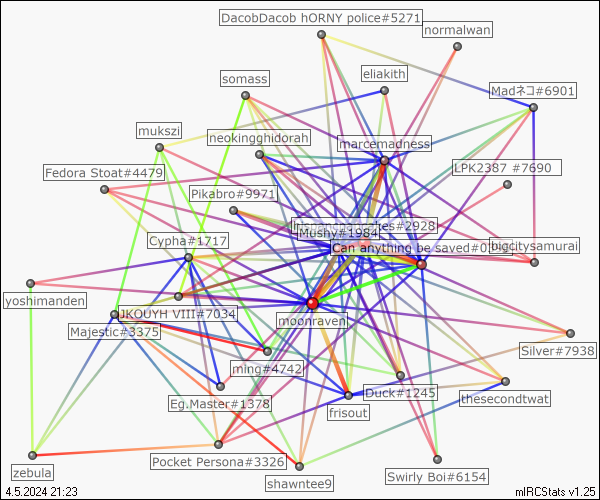 DacobDacob hORNY police#5271
normalwan
somass
eliakith
Madネコ#6901
mukszi
neokingghidorah
marcemadness
Fedora Stoat#4479
LPK2387 #7690
Pikabro#9971
#2928
Mushy#1984
Cypha#1717
Can anything be saved#0
bigcitysamurai
yoshimanden
JKOUYH VIII#7034
moonraven
Majestic#3375
ming#4742
Silver#7938
Eg.Master#1378
frisout
Duck#1245
thesecondtwat
zebula
Pocket Persona#3326
shawntee9
Swirly Boi#6154
4.5.2024 21:23
mIRCStats v1.25